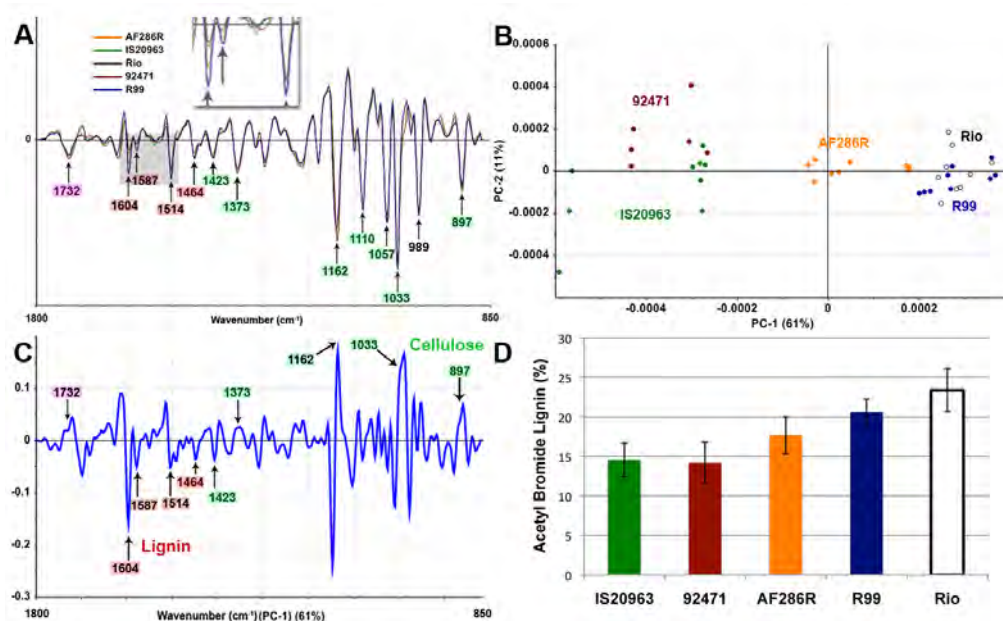 A
AF286R
IS20963
Rio
92471
R99
0
1732
1604
1587
1514
1464
1423
1373
1162
1110
1057
1033
989
897
1800
Wavenumber (cm⁻¹)
850
B
0.0006
0.0004
0.0002
0
-0.0002
-0.0004
PC-2 (11%)
92471
IS20963
AF286R
Rio
R99
-0.0004
-0.0002
0
0.0002
PC-1 (61%)
C
0.1
0
-0.1
-0.2
-0.3
1732
1604
Lignin
1587
1514
1464
1423
1373
1162
1033
Cellulose
897
1800
Wavenumber (cm⁻¹)(PC-1) (61%)
850
D
Acetyl Bromide Lignin (%)
30
25
20
15
10
5
0
IS20963
92471
AF286R
R99
Rio